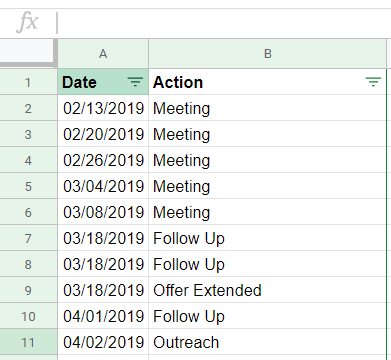 fx
A B
1 Date Action
2 02/13/2019 Meeting
3 02/20/2019 Meeting
4 02/26/2019 Meeting
5 03/04/2019 Meeting
6 03/08/2019 Meeting
7 03/18/2019 Follow Up
8 03/18/2019 Follow Up
9 03/18/2019 Offer Extended
10 04/01/2019 Follow Up
11 04/02/2019 Outreach